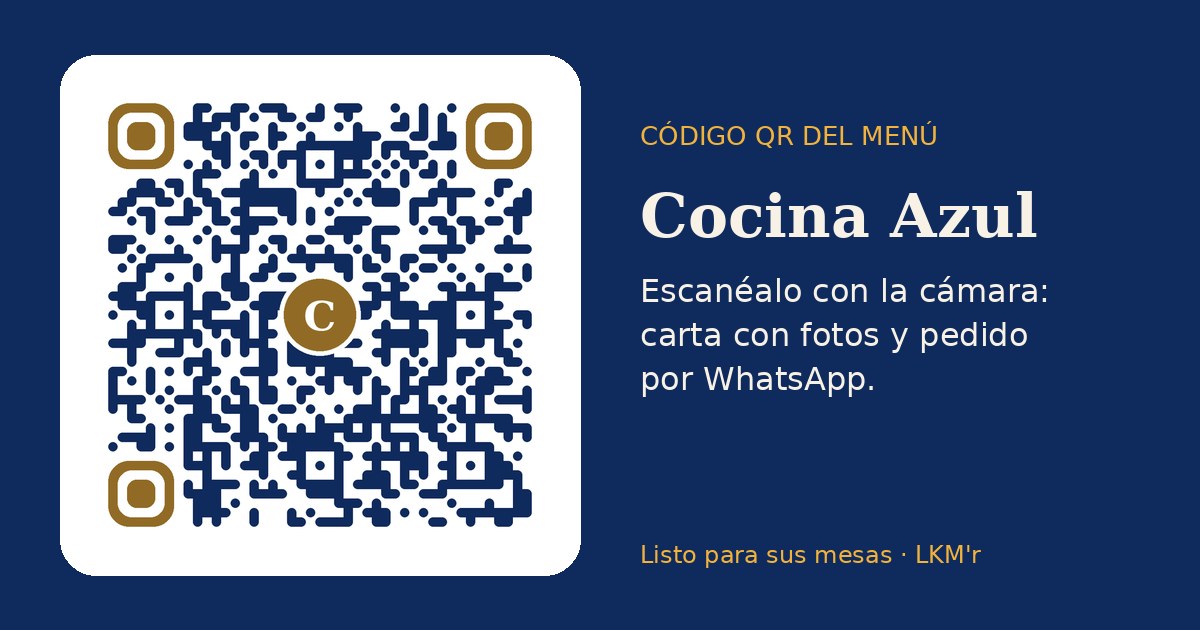 C
CÓDIGO QR DEL MENÚ
Cocina Azul
Escanéalo con la cámara:
carta con fotos y pedido
por WhatsApp.
Listo para sus mesas · LKM'r